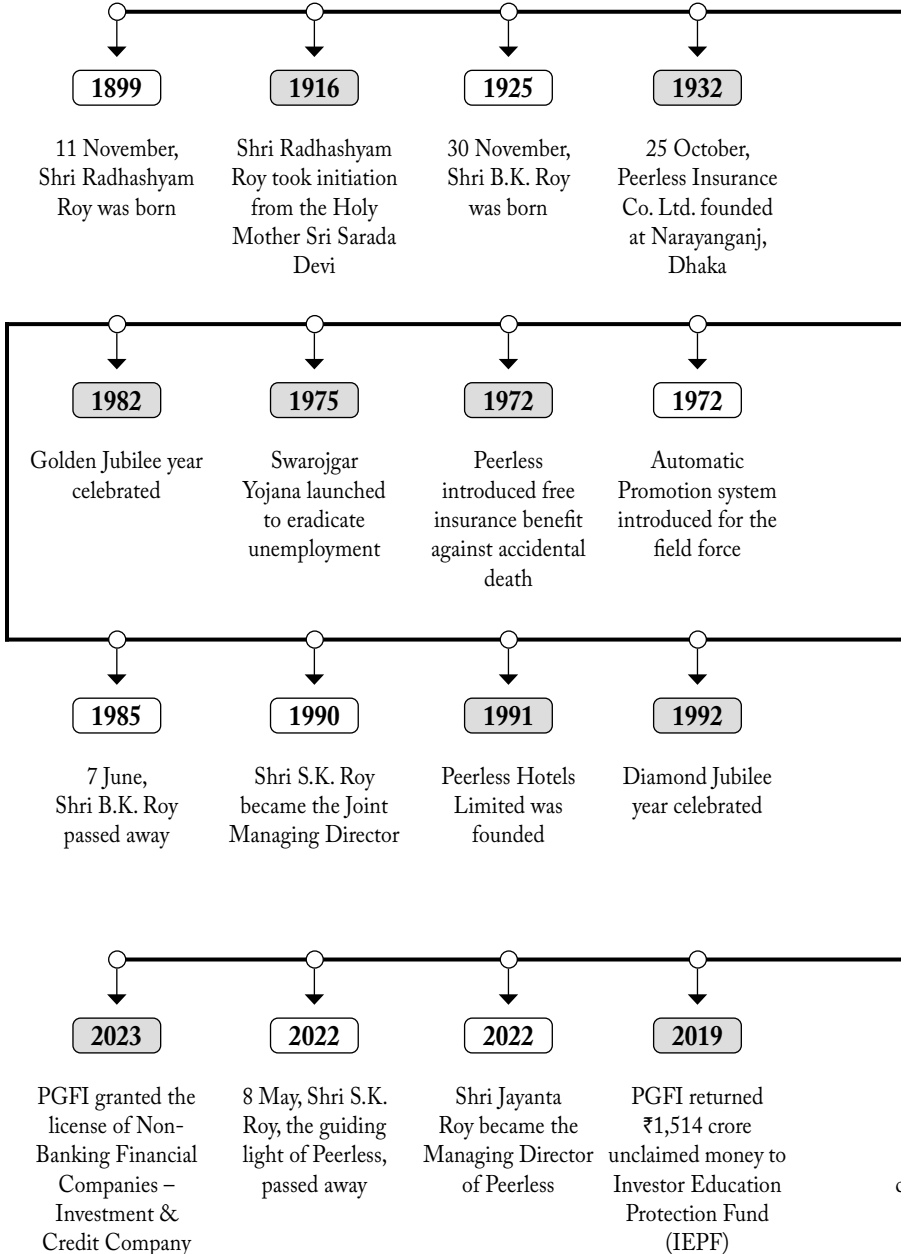 1899
11 November,
Shri Radhashyam
Roy was born
1916
Shri Radhashyam
Roy took initiation
from the Holy
Mother Sri Sarada
Devi
1925
30 November,
Shri B.K. Roy
was born
1932
25 October,
Peerless Insurance
Co. Ltd. founded
at Narayanganj,
Dhaka
1982
Golden Jubilee year
celebrated
1975
Swarojgar
Yojana launched
to eradicate
unemployment
1972
Peerless
introduced free
insurance benefit
against accidental
death
1972
Automatic
Promotion system
introduced for the
field force
1985
7 June,
Shri B.K. Roy
passed away
1990
Shri S.K. Roy
became the Joint
Managing Director
1991
Peerless Hotels
Limited was
founded
1992
Diamond Jubilee
year celebrated
2023
PGFI granted the
license of Non-
Banking Financial
Companies –
Investment &
Credit Company
2022
8 May, Shri S.K.
Roy, the guiding
light of Peerless,
passed away
2022
Shri Jayanta
Roy became the
Managing Director
of Peerless
2019
PGFI returned
₹1,514 crore
unclaimed money to
Investor Education
Protection Fund
(IEPF)